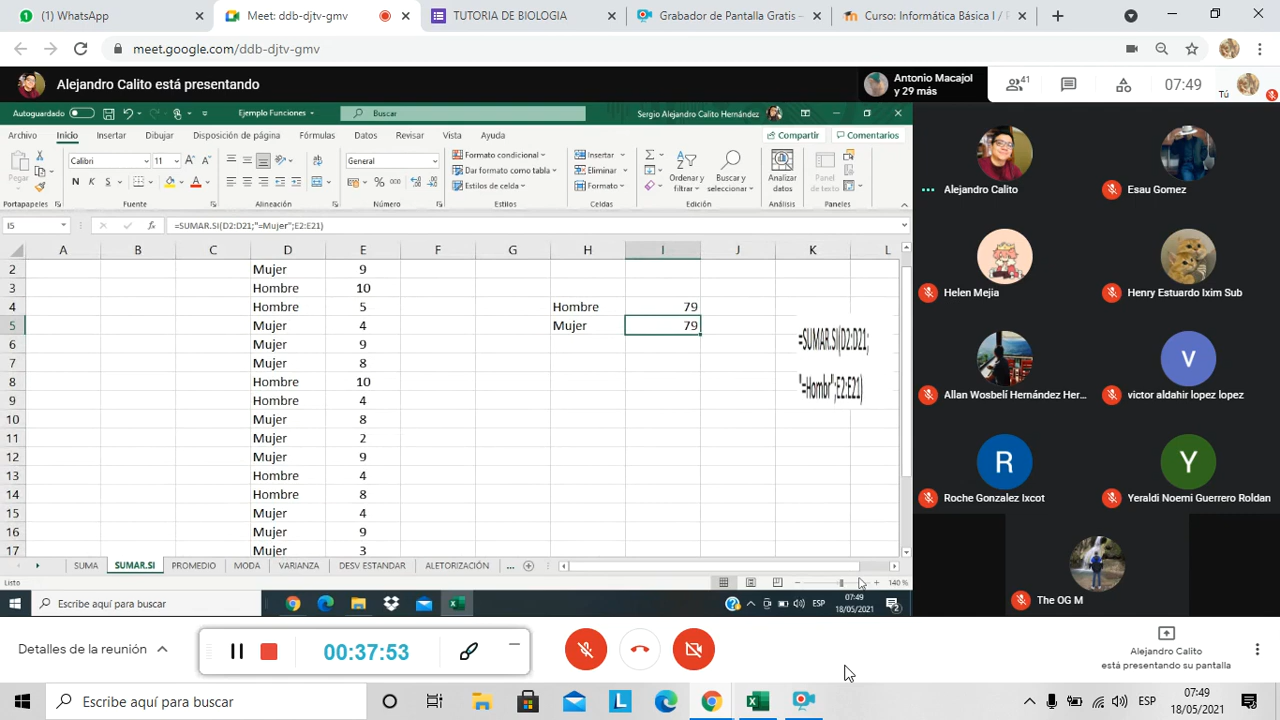 (1) WhatsApp
Meet: ddb-djtv-gmv
TUTORIA DE BIOLOGIA
Grabador de Pantalla Gratis –
Curso: Informática Básica I / P
meet.google.com/ddb-djtv-gmv
Alejandro Calito está presentando
Antonio Macajol
y 29 más
41
07:49
Tú
Autoguardado
Ejemplo Funciones
Buscar
Sergio Alejandro Calito Hernández
Archivo Inicio Insertar Dibujar Disposición de página Fórmulas Datos Revisar Vista Ayuda
Compartir
Comentarios
Pegar
Calibri 11
N K S
General
Formato condicional
Dar formato como tabla
Estilos de celda
Insertar
Eliminar
Formato
Ordenar y filtrar
Buscar y seleccionar
Analizar datos
Panel de texto
Portapapeles Fuente Alineación Número Estilos Celdas Edición Análisis Paneles
I5
=SUMAR.SI(D2:D21;"=Mujer";E2:E21)
A B C D E F G H I J K L
2 Mujer 9
3 Hombre 10
4 Hombre 5 Hombre 79
5 Mujer 4 Mujer 79
6 Mujer 9
7 Mujer 8
8 Hombre 10
9 Hombre 4
10 Mujer 8
11 Mujer 2
12 Mujer 9
13 Hombre 4
14 Hombre 8
15 Mujer 4
16 Mujer 9
17 Mujer 3
=SUMAR.SI(D2:D21;
"=Hombr";E2:E21)
SUMA SUMAR.SI PROMEDIO MODA VARIANZA DESV ESTANDAR ALETORIZACIÓN ...
Listo
140 %
Escribe aquí para buscar
ESP
07:49
18/05/2021
2
Alejandro Calito
Esau Gomez
Helen Mejia
Henry Estuardo Ixim Sub
Allan Wosbelí Hernández Her...
v
victor aldahir lopez lopez
R
Roche Gonzalez Ixcot
Y
Yeraldi Noemi Guerrero Roldan
The OG M
Detalles de la reunión
00:37:53
Alejandro Calito
está presentando su pantalla
Escribe aquí para buscar
L
ESP
07:49
18/05/2021